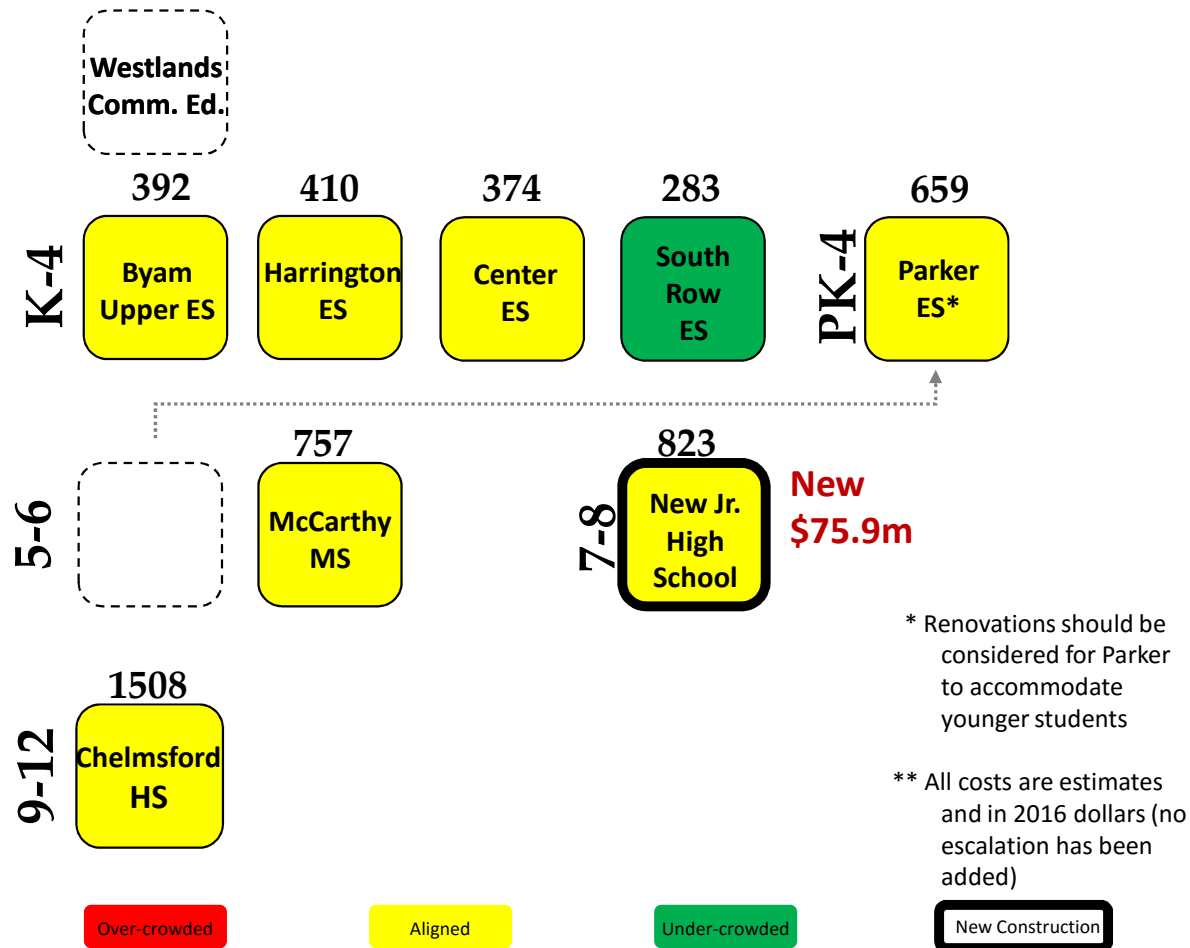 Westlands
Comm. Ed.
392
410
374
283
659
K-4
Byam
Upper ES
Harrington
ES
Center
ES
South
Row
ES
PK-4
Parker
ES*
757
823
5-6
McCarthy
MS
7-8
New Jr.
High
School
New
$75.9m
* Renovations should be
considered for Parker
to accommodate
younger students
1508
9-12
Chelmsford
HS
** All costs are estimates
and in 2016 dollars (no
escalation has been
added)
Over-crowded
Aligned
Under-crowded
New Construction